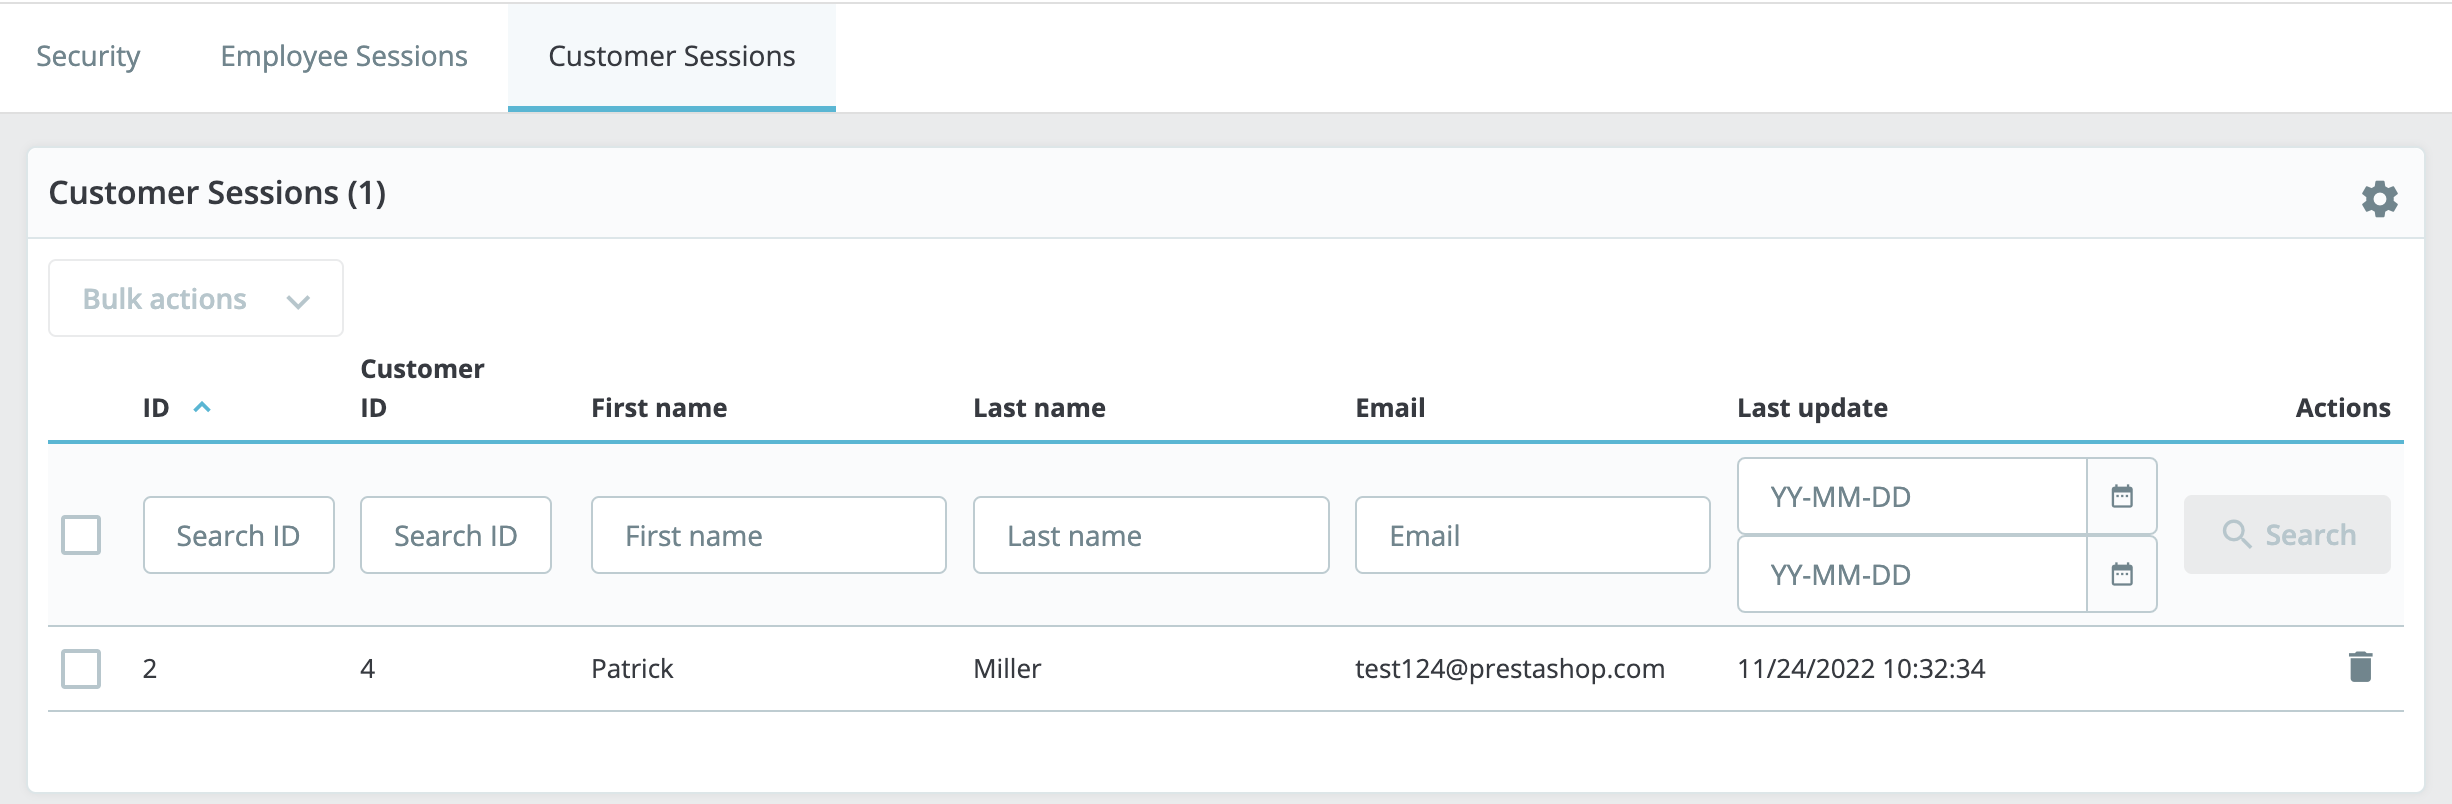 Security Employee Sessions Customer Sessions
Customer Sessions (1)
Bulk actions
ID Customer ID First name Last name Email Last update Actions
Search ID Search ID First name Last name Email YY-MM-DD Search
YY-MM-DD
2 4 Patrick Miller test124@prestashop.com 11/24/2022 10:32:34